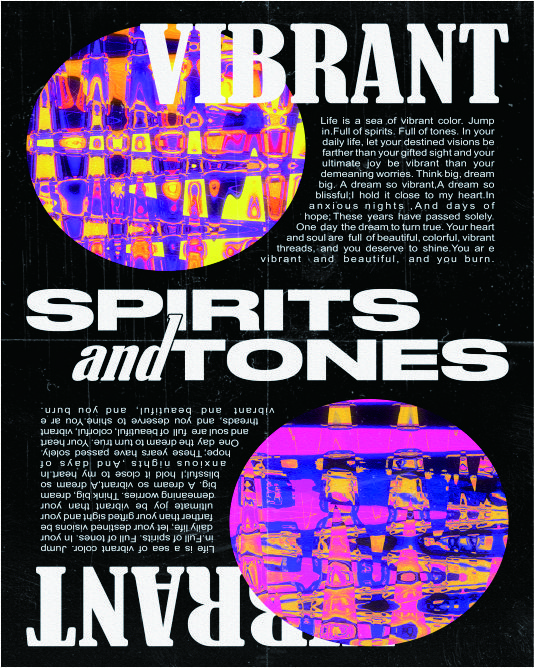 VIBRANT
Life is a sea of vibrant color. Jump
in.Full of spirits. Full of tones. In your
daily life, let your destined visions be
farther than your gifted sight and your
ultimate joy be vibrant than your
demeaning worries. Think big, dream
big. A dream so vibrant,A dream so
blissful;I hold it close to my heart.In
anxious nights ,And days of
hope; These years have passed solely.
One day the dream to turn true. Your heart
and soul are full of beautiful, colorful, vibrant
threads, and you deserve to shine.You ar e
vibrant and beautiful, and you burn.
SPIRITS
and TONES
Life is a sea of vibrant color. Jump
in.Full of spirits. Full of tones. In your
daily life, let your destined visions be
farther than your gifted sight and your
ultimate joy be vibrant than your
demeaning worries. Think big, dream
big. A dream so vibrant,A dream so
blissful;I hold it close to my heart.In
anxious nights ,And days of
hope; These years have passed solely.
One day the dream to turn true. Your heart
and soul are full of beautiful, colorful, vibrant
threads, and you deserve to shine.You ar e
vibrant and beautiful, and you burn.
VIBRANT